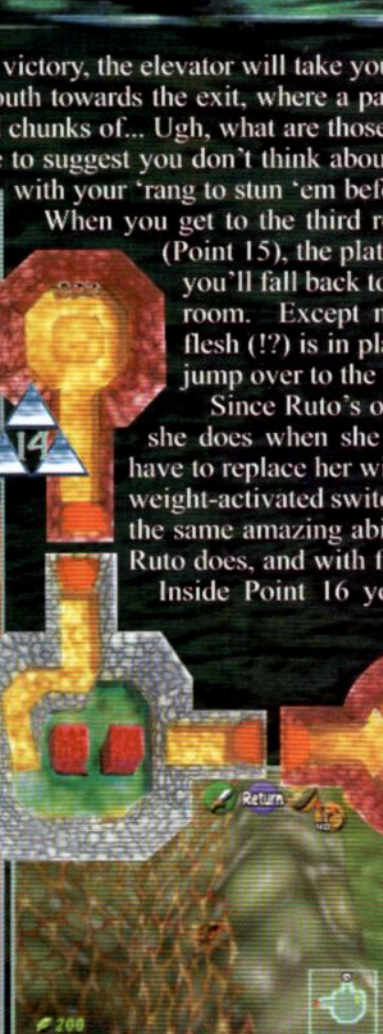 victory, the elevator will take you
outh towards the exit, where a pa
chunks of... Ugh, what are those
e to suggest you don't think abou
with your 'rang to stun 'em bef
When you get to the third r
(Point 15), the plat
you'll fall back to
room. Except n
flesh (!?) is in pla
jump over to the
Since Ruto's o
she does when she
have to replace her wi
weight-activated switc
the same amazing abi
Ruto does, and with f
Inside Point 16 yo
14
Return
200